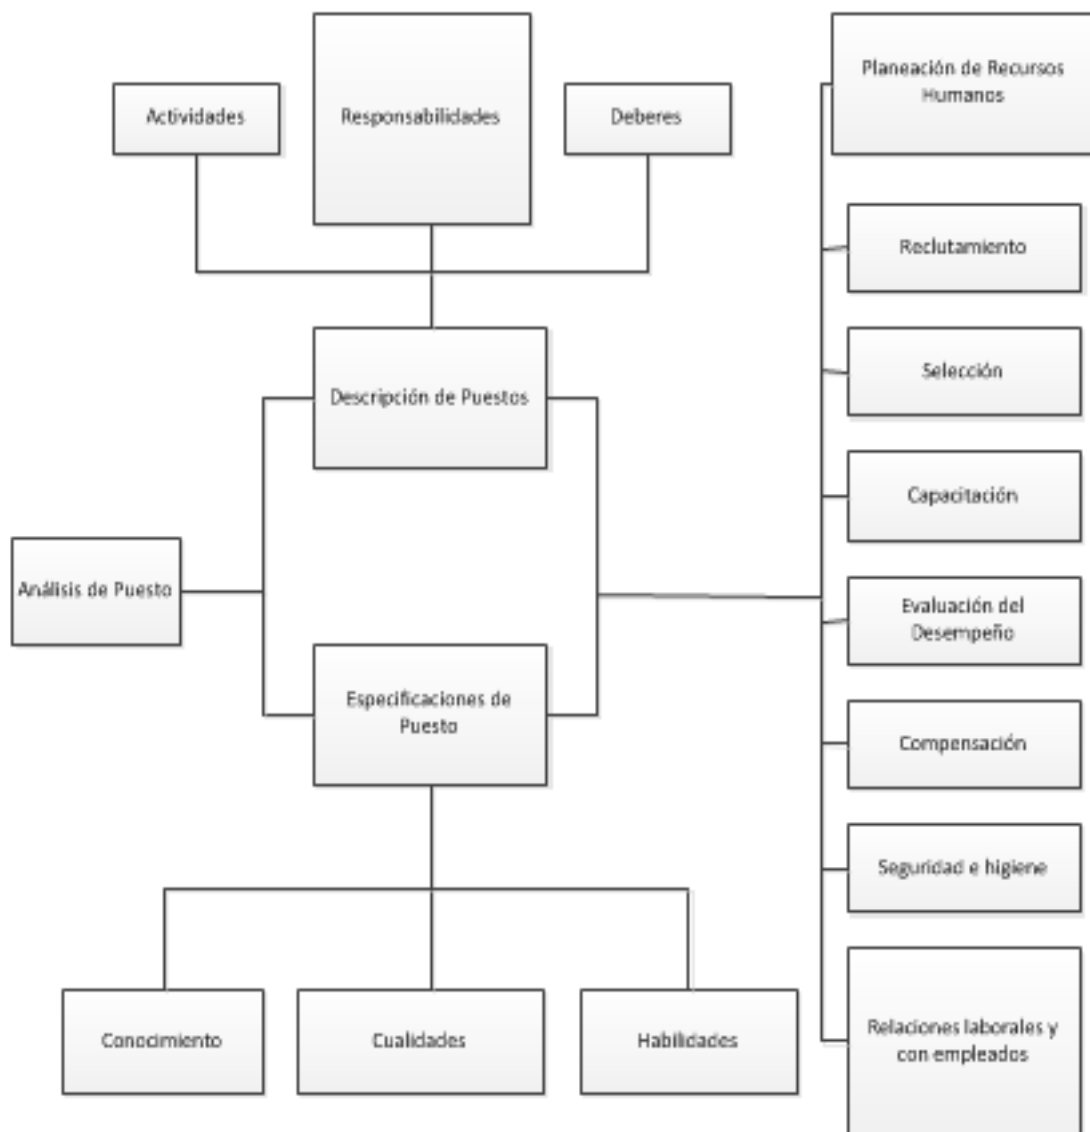 Planeación de Recursos
Humanos
Actividades
Responsabilidades
Deberes
Reclutamiento
Selección
Descripción de Puestos
Capacitación
Análisis de Puesto
Evaluación del
Desempeño
Especificaciones de
Puesto
Compensación
Seguridad e higiene
Conocimiento
Cualidades
Habilidades
Relaciones laborales y
con empleados